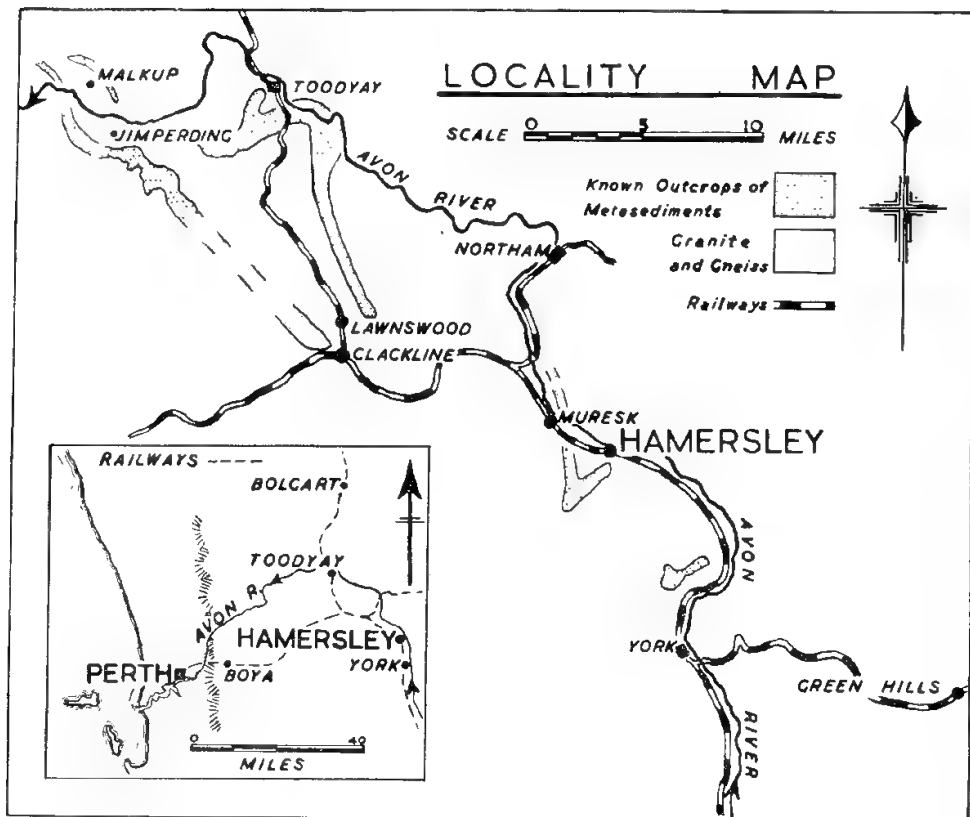 LOCALITY MAP
SCALE 0 5 10 MILES
Known Outcrops of
Metasediments
Granite
and Gneiss
Railways
MALKUP
JIMPERDING
TOODYAY
AVON
RIVER
NORTHAM
LAWNSWOOD
CLACKLINE
MURESK
HAMERSLEY
AVON
RIVER
YORK
GREEN HILLS
RAILWAYS
BOLGART
TOODYAY
AVON R.
HAMERSLEY
PERTH
BOYA
YORK
0 40
MILES